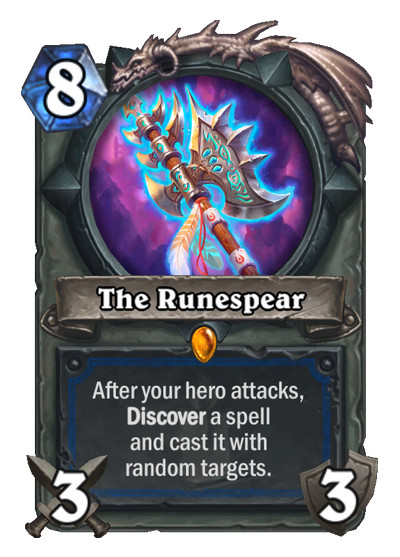 8
The Runespear
After your hero attacks,
Discover a spell
and cast it with
random targets.
3
3